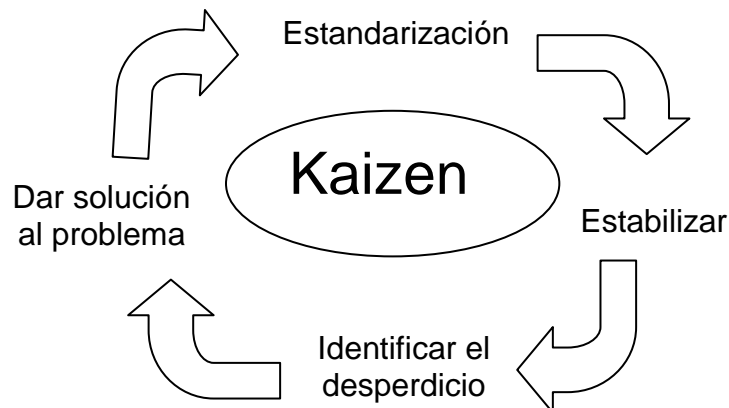 Estandarización
Kaizen
Dar solución
al problema
Estabilizar
Identificar el
desperdicio